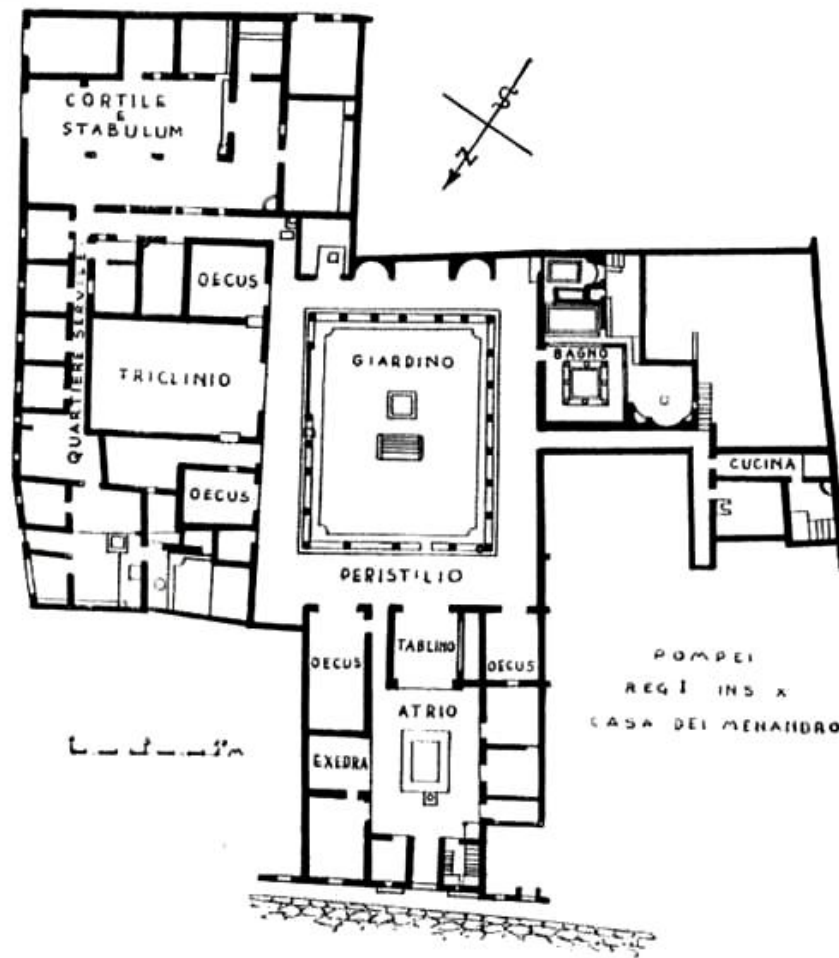 CORTILE
E
STABULUM
S
N
OECUS
QUARTIERE SERVILE
TRICLINIO
GIARDINO
BAGNO
OECUS
CUCINA
PERISTILIO
OECUS
TABLINO
OECUS
ATRIO
EXEDRA
POMPEI
REG I INS X
CASA DEL MENANDRO